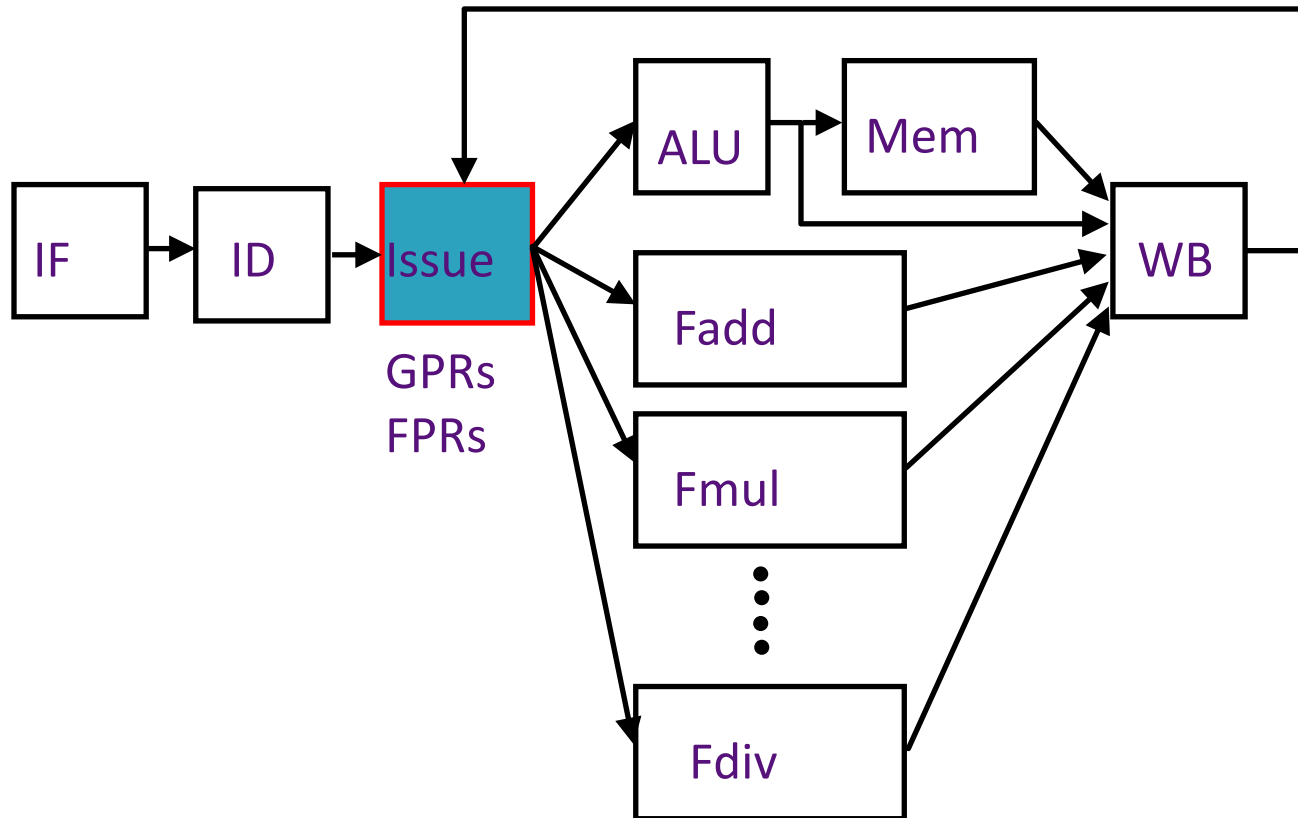 IF
ID
Issue
GPRs
FPRs
ALU
Mem
Fadd
Fmul
Fdiv
WB